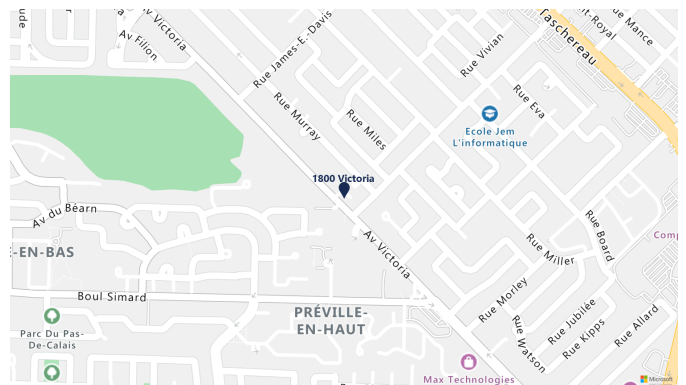 ude
Av Victoria
Av Filion
Rue James-E.-Davis
Rue Vivian
Taschereau
Rue Mance
Rue Eva
Rue Murray
Rue Miles
Ecole Jem
L'informatique
1800 Victoria
Av du Béarn
E-EN-BAS
Av Victoria
Rue Board
Comp
Rue Miller
Boul Simard
PRÉVILLE-
EN-HAUT
Rue Morley
Rue Jubilée
Rue Kipps
Rue Allard
Rue Watson
Parc Du Pas-
De-Calais
Max Technologies
Microsoft